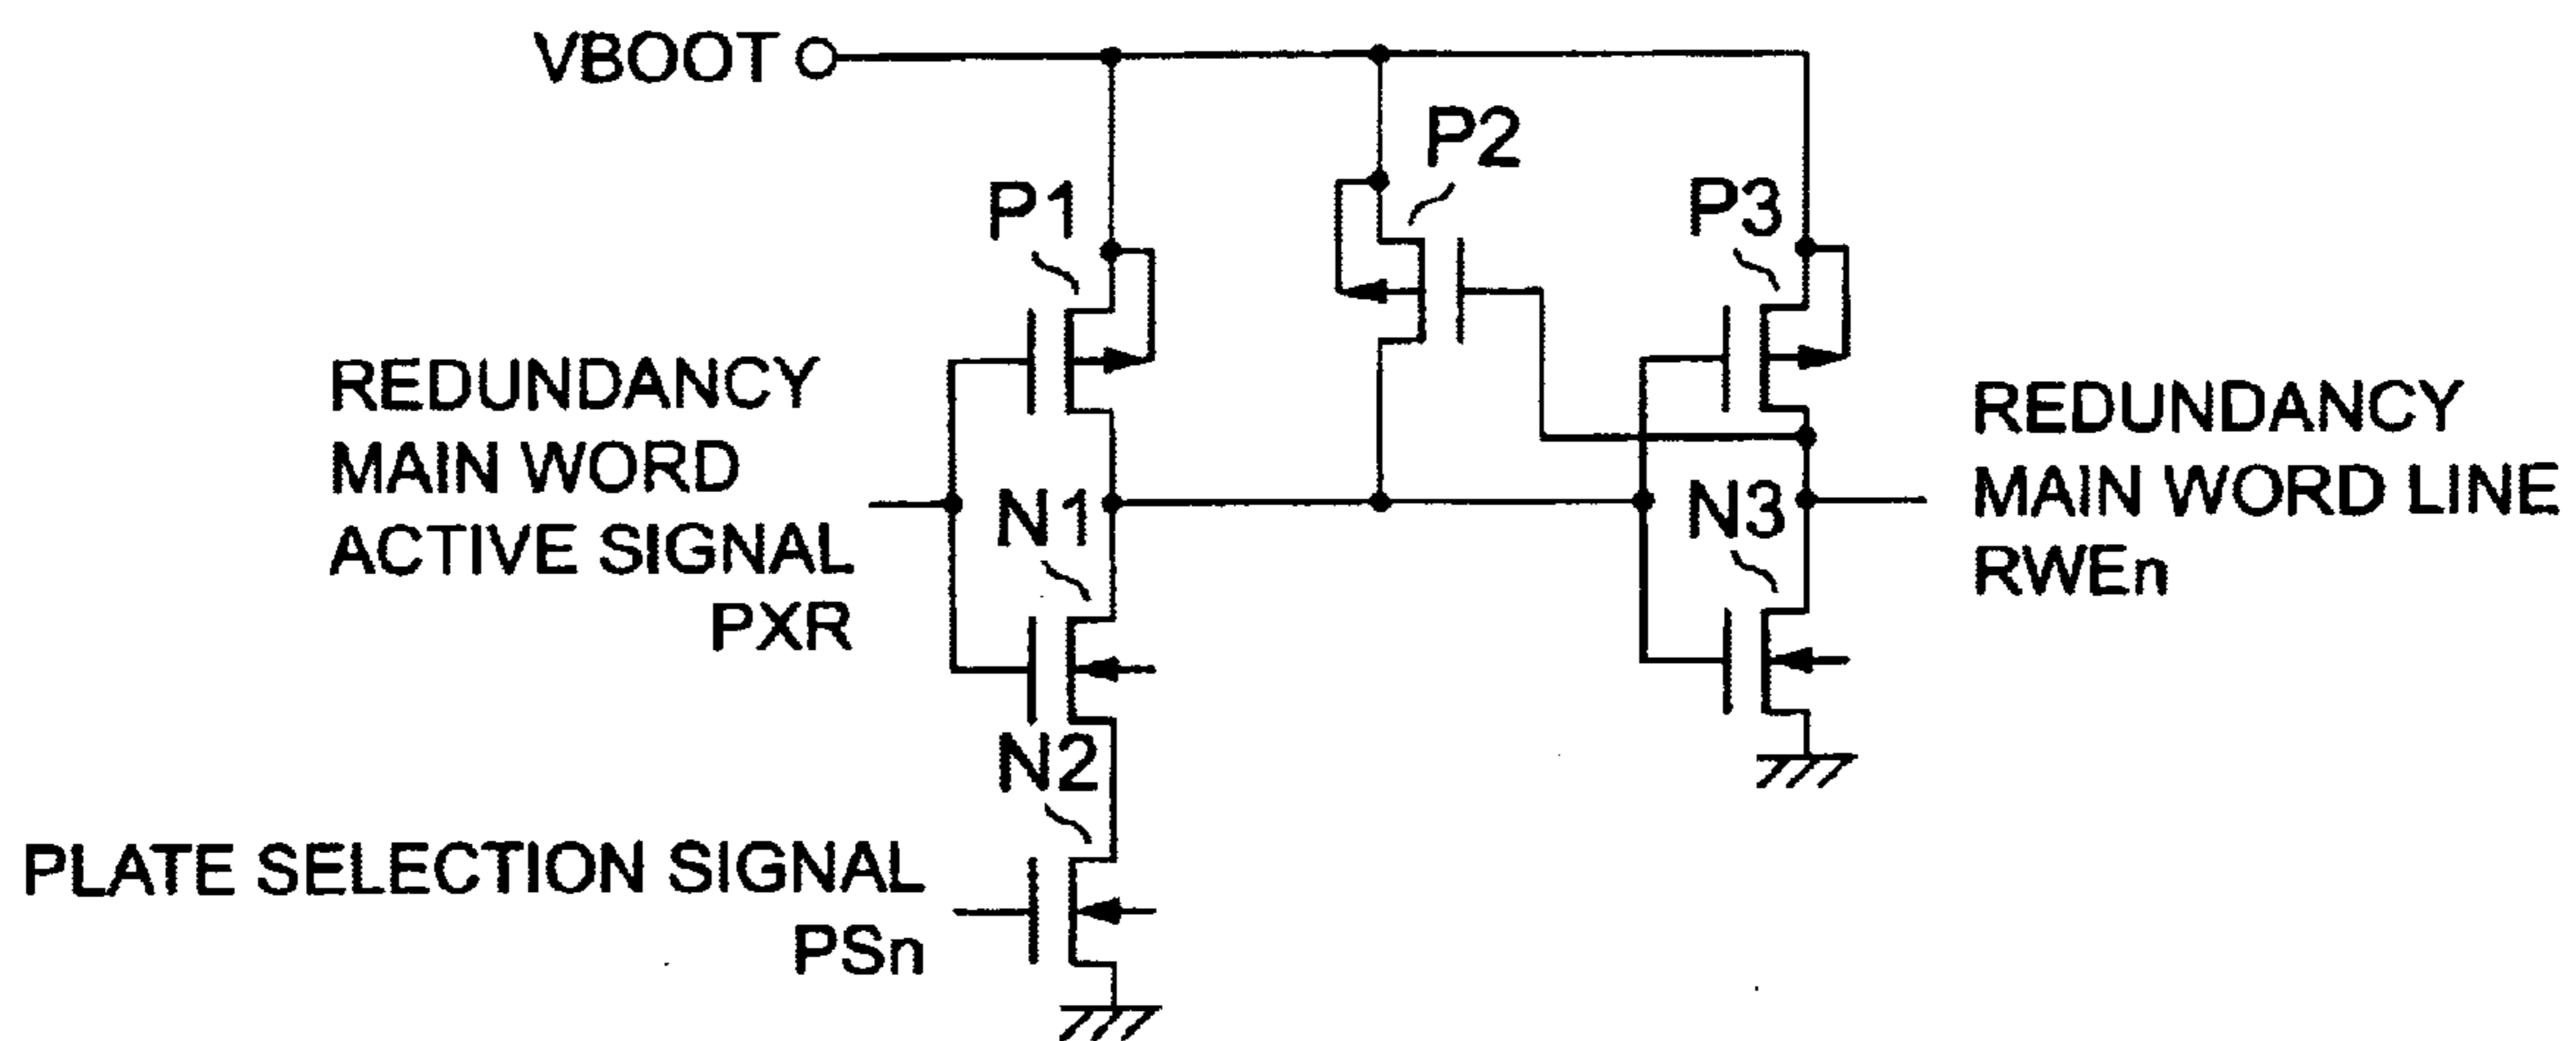 VBOOT
P2
P1
P3
REDUNDANCY
MAIN WORD
ACTIVE SIGNAL
PXR
REDUNDANCY
MAIN WORD LINE
RWEn
N1
N3
N2
PLATE SELECTION SIGNAL
PSn